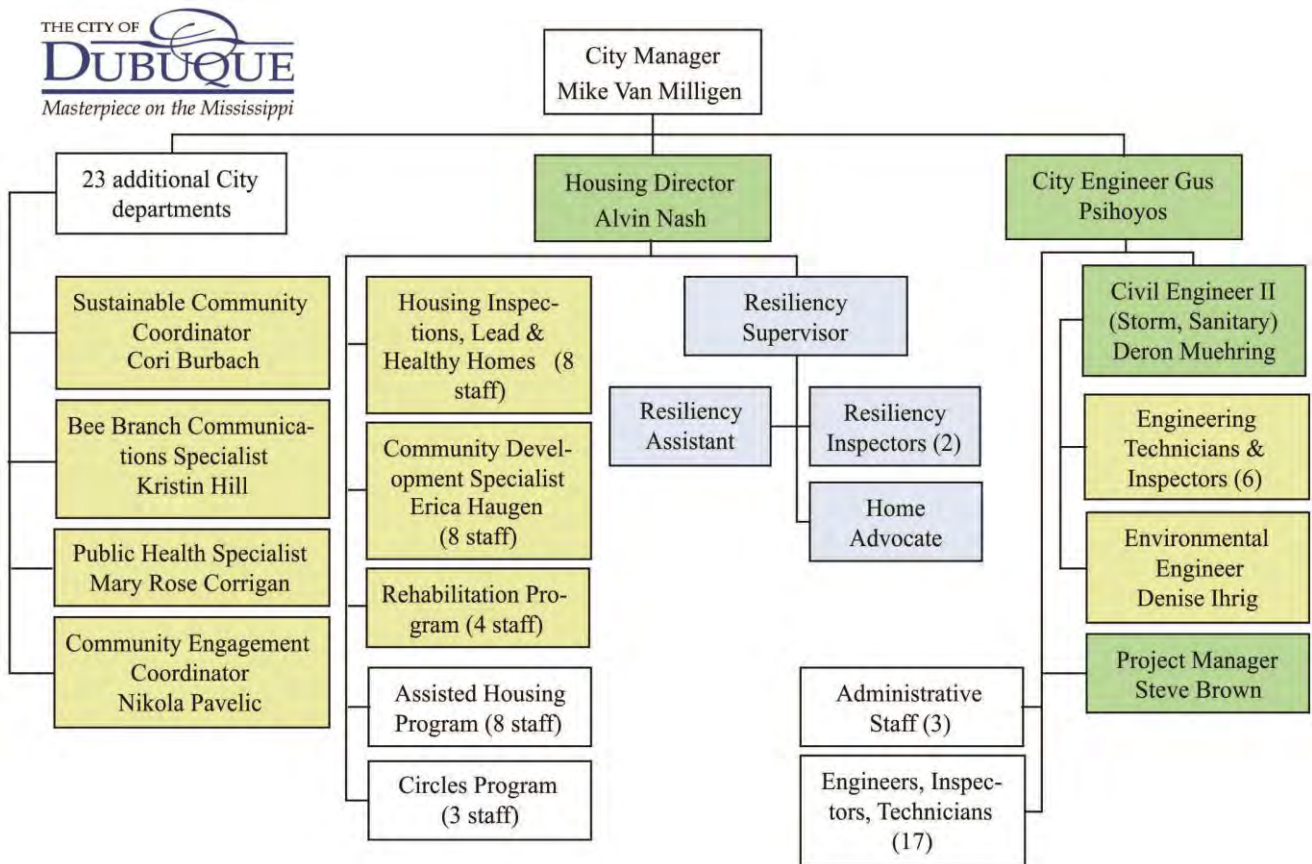 THE CITY OF
DUBUQUE
Masterpiece on the Mississippi
City Manager
Mike Van Milligen
23 additional City
departments
Housing Director
Alvin Nash
City Engineer Gus
Psihoyos
Sustainable Community
Coordinator
Cori Burbach
Bee Branch Communica-
tions Specialist
Kristin Hill
Public Health Specialist
Mary Rose Corrigan
Community Engagement
Coordinator
Nikola Pavelic
Housing Inspec-
tions, Lead &
Healthy Homes (8
staff)
Community Devel-
opment Specialist
Erica Haugen
(8 staff)
Rehabilitation Pro-
gram (4 staff)
Assisted Housing
Program (8 staff)
Circles Program
(3 staff)
Resiliency
Supervisor
Resiliency
Assistant
Resiliency
Inspectors (2)
Home
Advocate
Civil Engineer II
(Storm, Sanitary)
Deron Muehring
Engineering
Technicians &
Inspectors (6)
Environmental
Engineer
Denise Ihrig
Project Manager
Steve Brown
Administrative
Staff (3)
Engineers, Inspec-
tors, Technicians
(17)